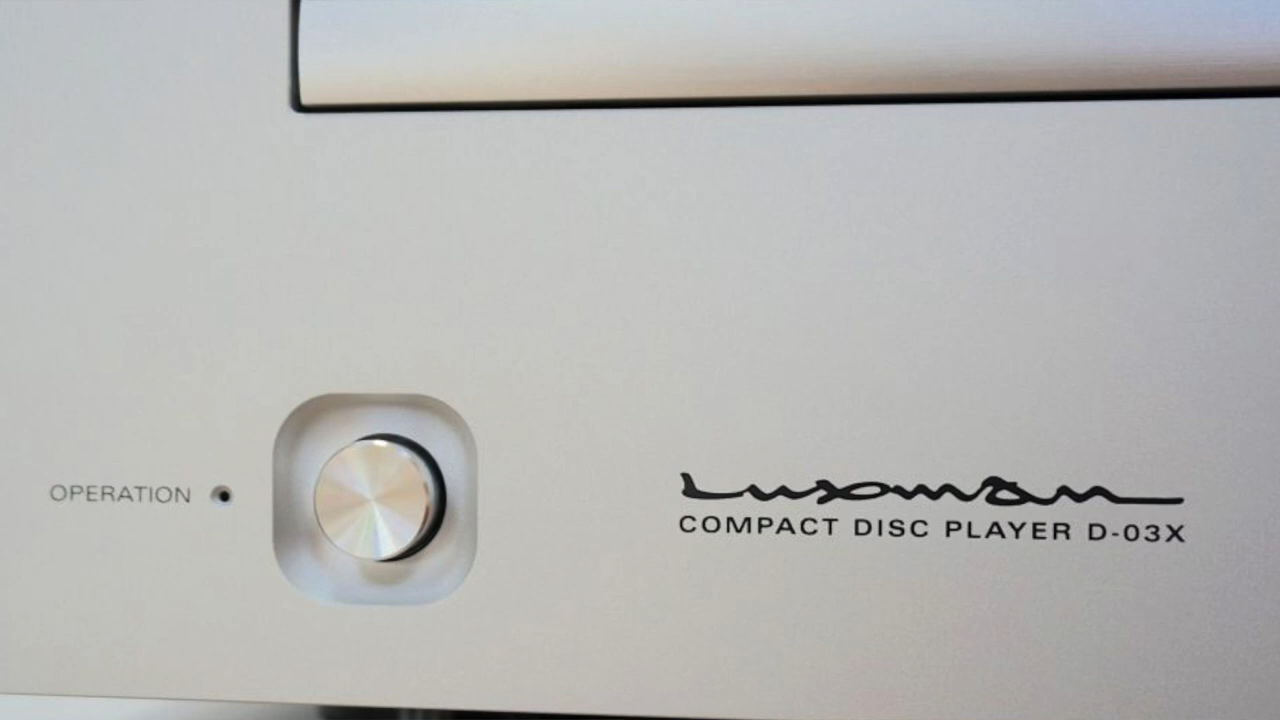 OPERATION
Luxman
COMPACT DISC PLAYER D-03X